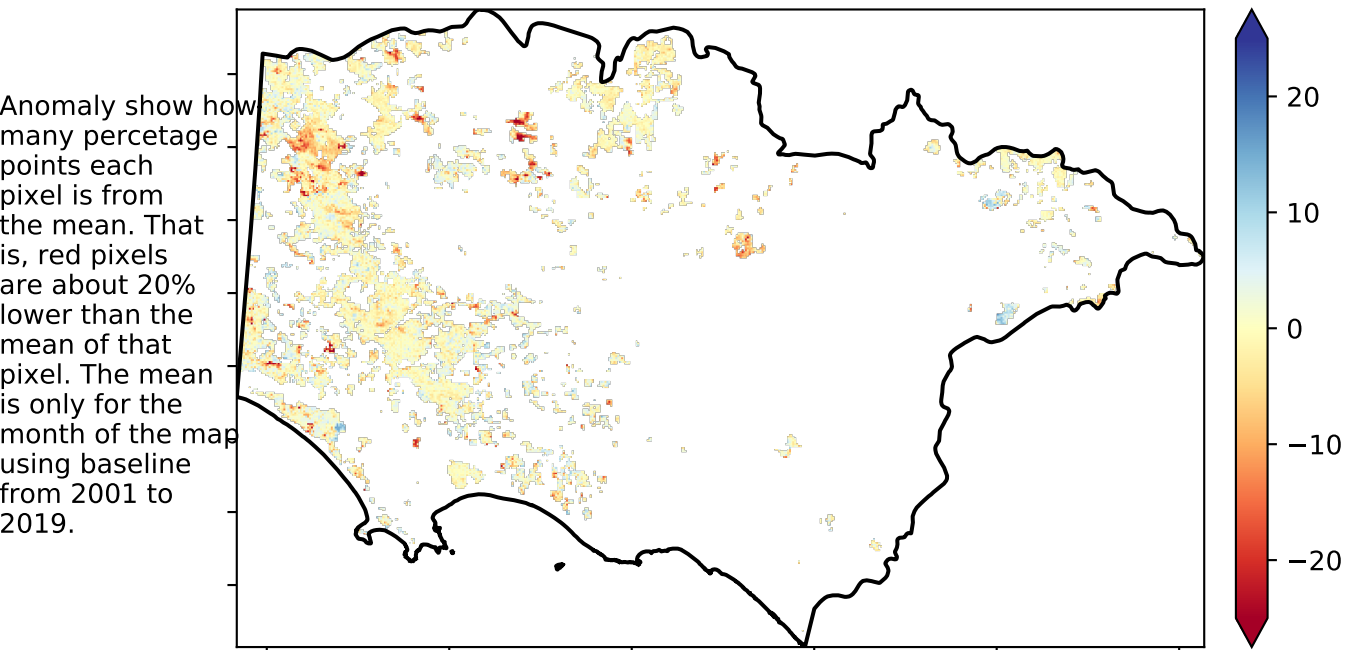 Anomaly show how
many percetage
points each
pixel is from
the mean. That
is, red pixels
are about 20%
lower than the
mean of that
pixel. The mean
is only for the
month of the map
using baseline
from 2001 to
2019.
20
10
0
−10
−20